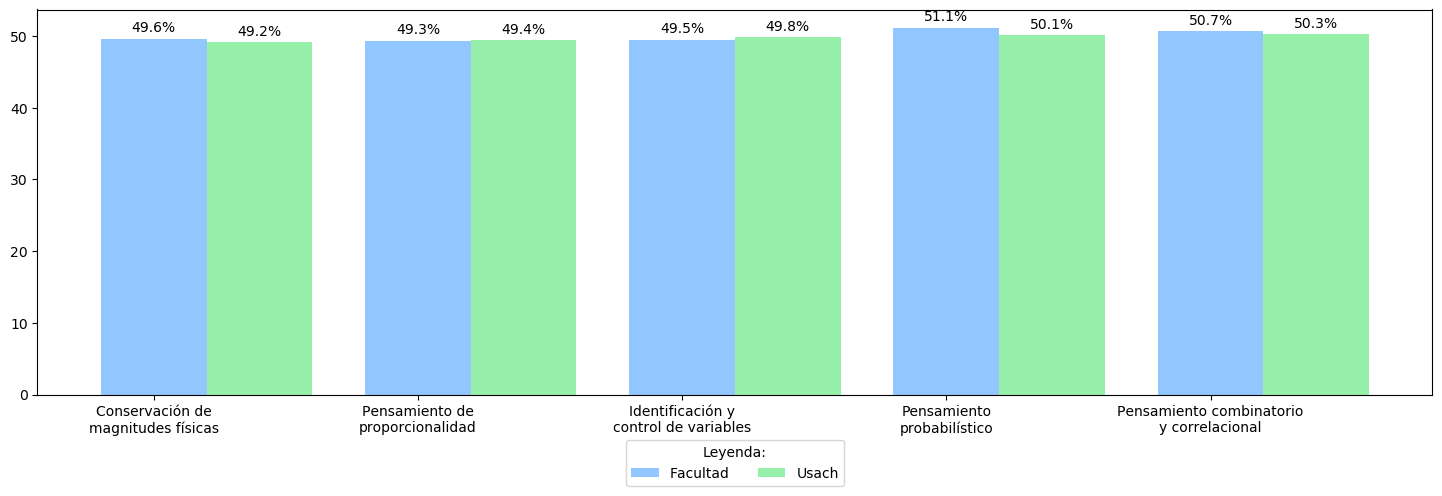 49.6%
49.2%
49.3%
49.4%
49.5%
49.8%
51.1%
50.1%
50.7%
50.3%
50
40
30
20
10
0
Conservación de
magnitudes físicas
Pensamiento de
proporcionalidad
Identificación y
control de variables
Pensamiento
probabilístico
Pensamiento combinatorio
y correlacional
Leyenda:
Facultad
Usach